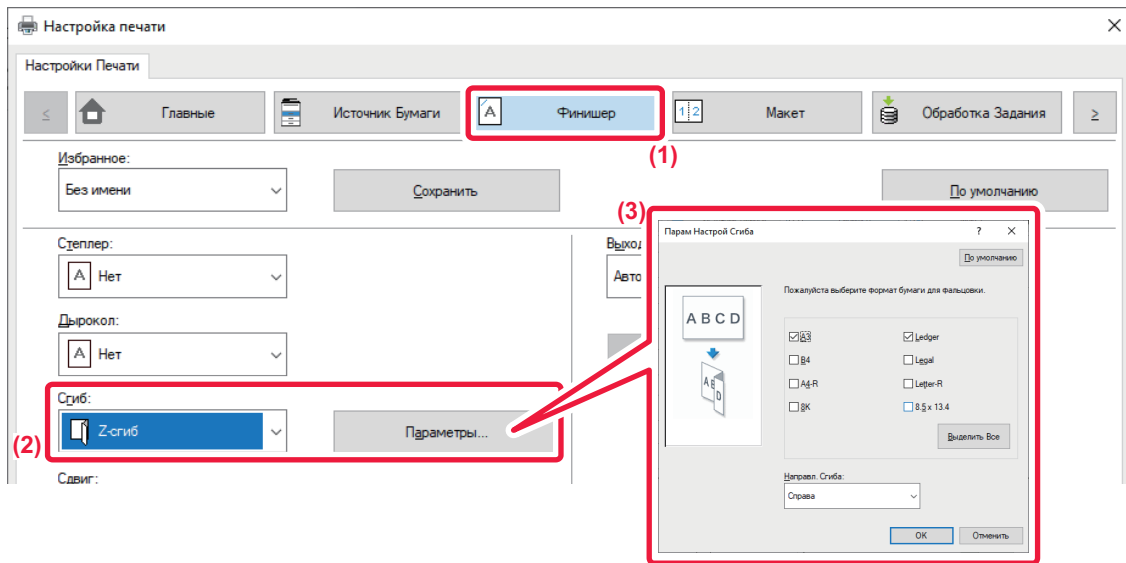 Настройка печати
Настройки Печати
≤ Главные Источник Бумаги A Финишер 1 2 Макет Обработка Задания ≥
(1)
Избранное:
Без имени Сохранить По умолчанию
Степлер:
A Нет
Дырокол:
A Нет
Сгиб:
(2) Z-сгиб Параметры...
Сдвиг:
Выхо
Авто
(3)
Парам Настрой Сгиба ?
По умолчанию
Пожалуйста выберите формат бумаги для фальцовки.
A B C D
A B D
A3 Ledger
B4 Legal
A4-R Letter-R
8K 8.5 x 13.4
Выделить Все
Направл. Сгиба:
Справа
OK Отменить